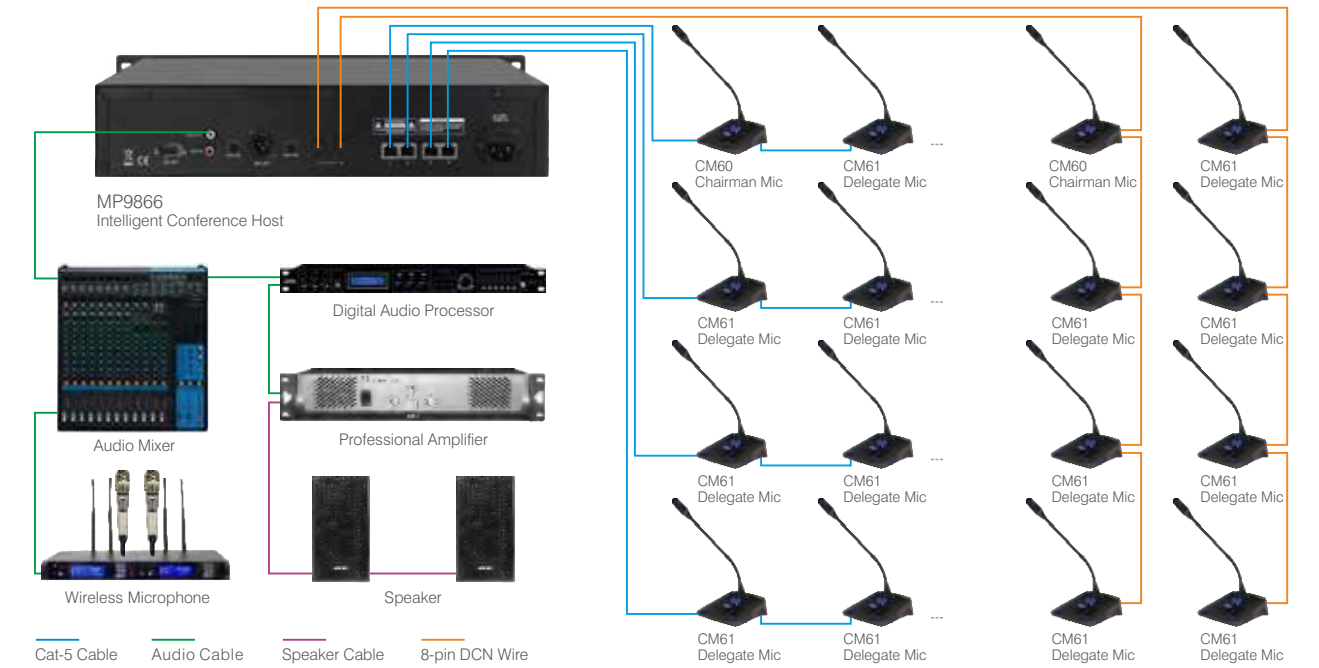 CM60
Chairman Mic
CM61
Delegate Mic
---
CM60
Chairman Mic
CM61
Delegate Mic
MP9866
Intelligent Conference Host
Digital Audio Processor
CM61
Delegate Mic
CM61
Delegate Mic
---
CM61
Delegate Mic
CM61
Delegate Mic
Audio Mixer
Professional Amplifier
CM61
Delegate Mic
CM61
Delegate Mic
---
CM61
Delegate Mic
CM61
Delegate Mic
Wireless Microphone
Speaker
CM61
Delegate Mic
CM61
Delegate Mic
---
CM61
Delegate Mic
CM61
Delegate Mic
Cat-5 Cable
Audio Cable
Speaker Cable
8-pin DCN Wire